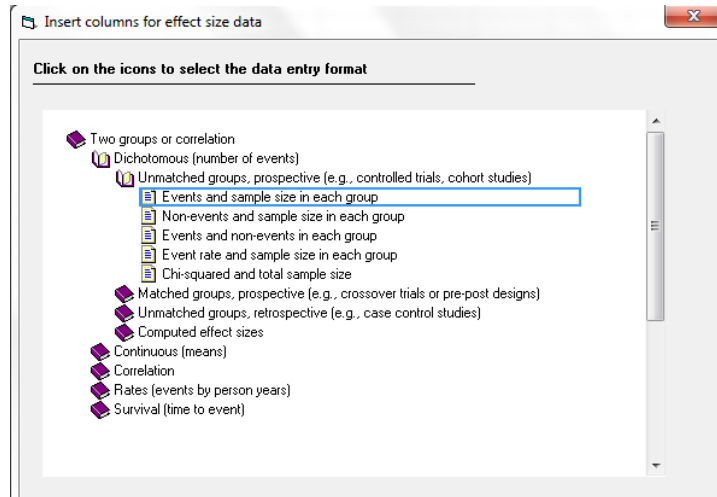 Insert columns for effect size data
Click on the icons to select the data entry format
Two groups or correlation
Dichotomous (number of events)
Unmatched groups, prospective (e.g., controlled trials, cohort studies)
Events and sample size in each group
Non-events and sample size in each group
Events and non-events in each group
Event rate and sample size in each group
Chi-squared and total sample size
Matched groups, prospective (e.g., crossover trials or pre-post designs)
Unmatched groups, retrospective (e.g., case control studies)
Computed effect sizes
Continuous (means)
Correlation
Rates (events by person years)
Survival (time to event)